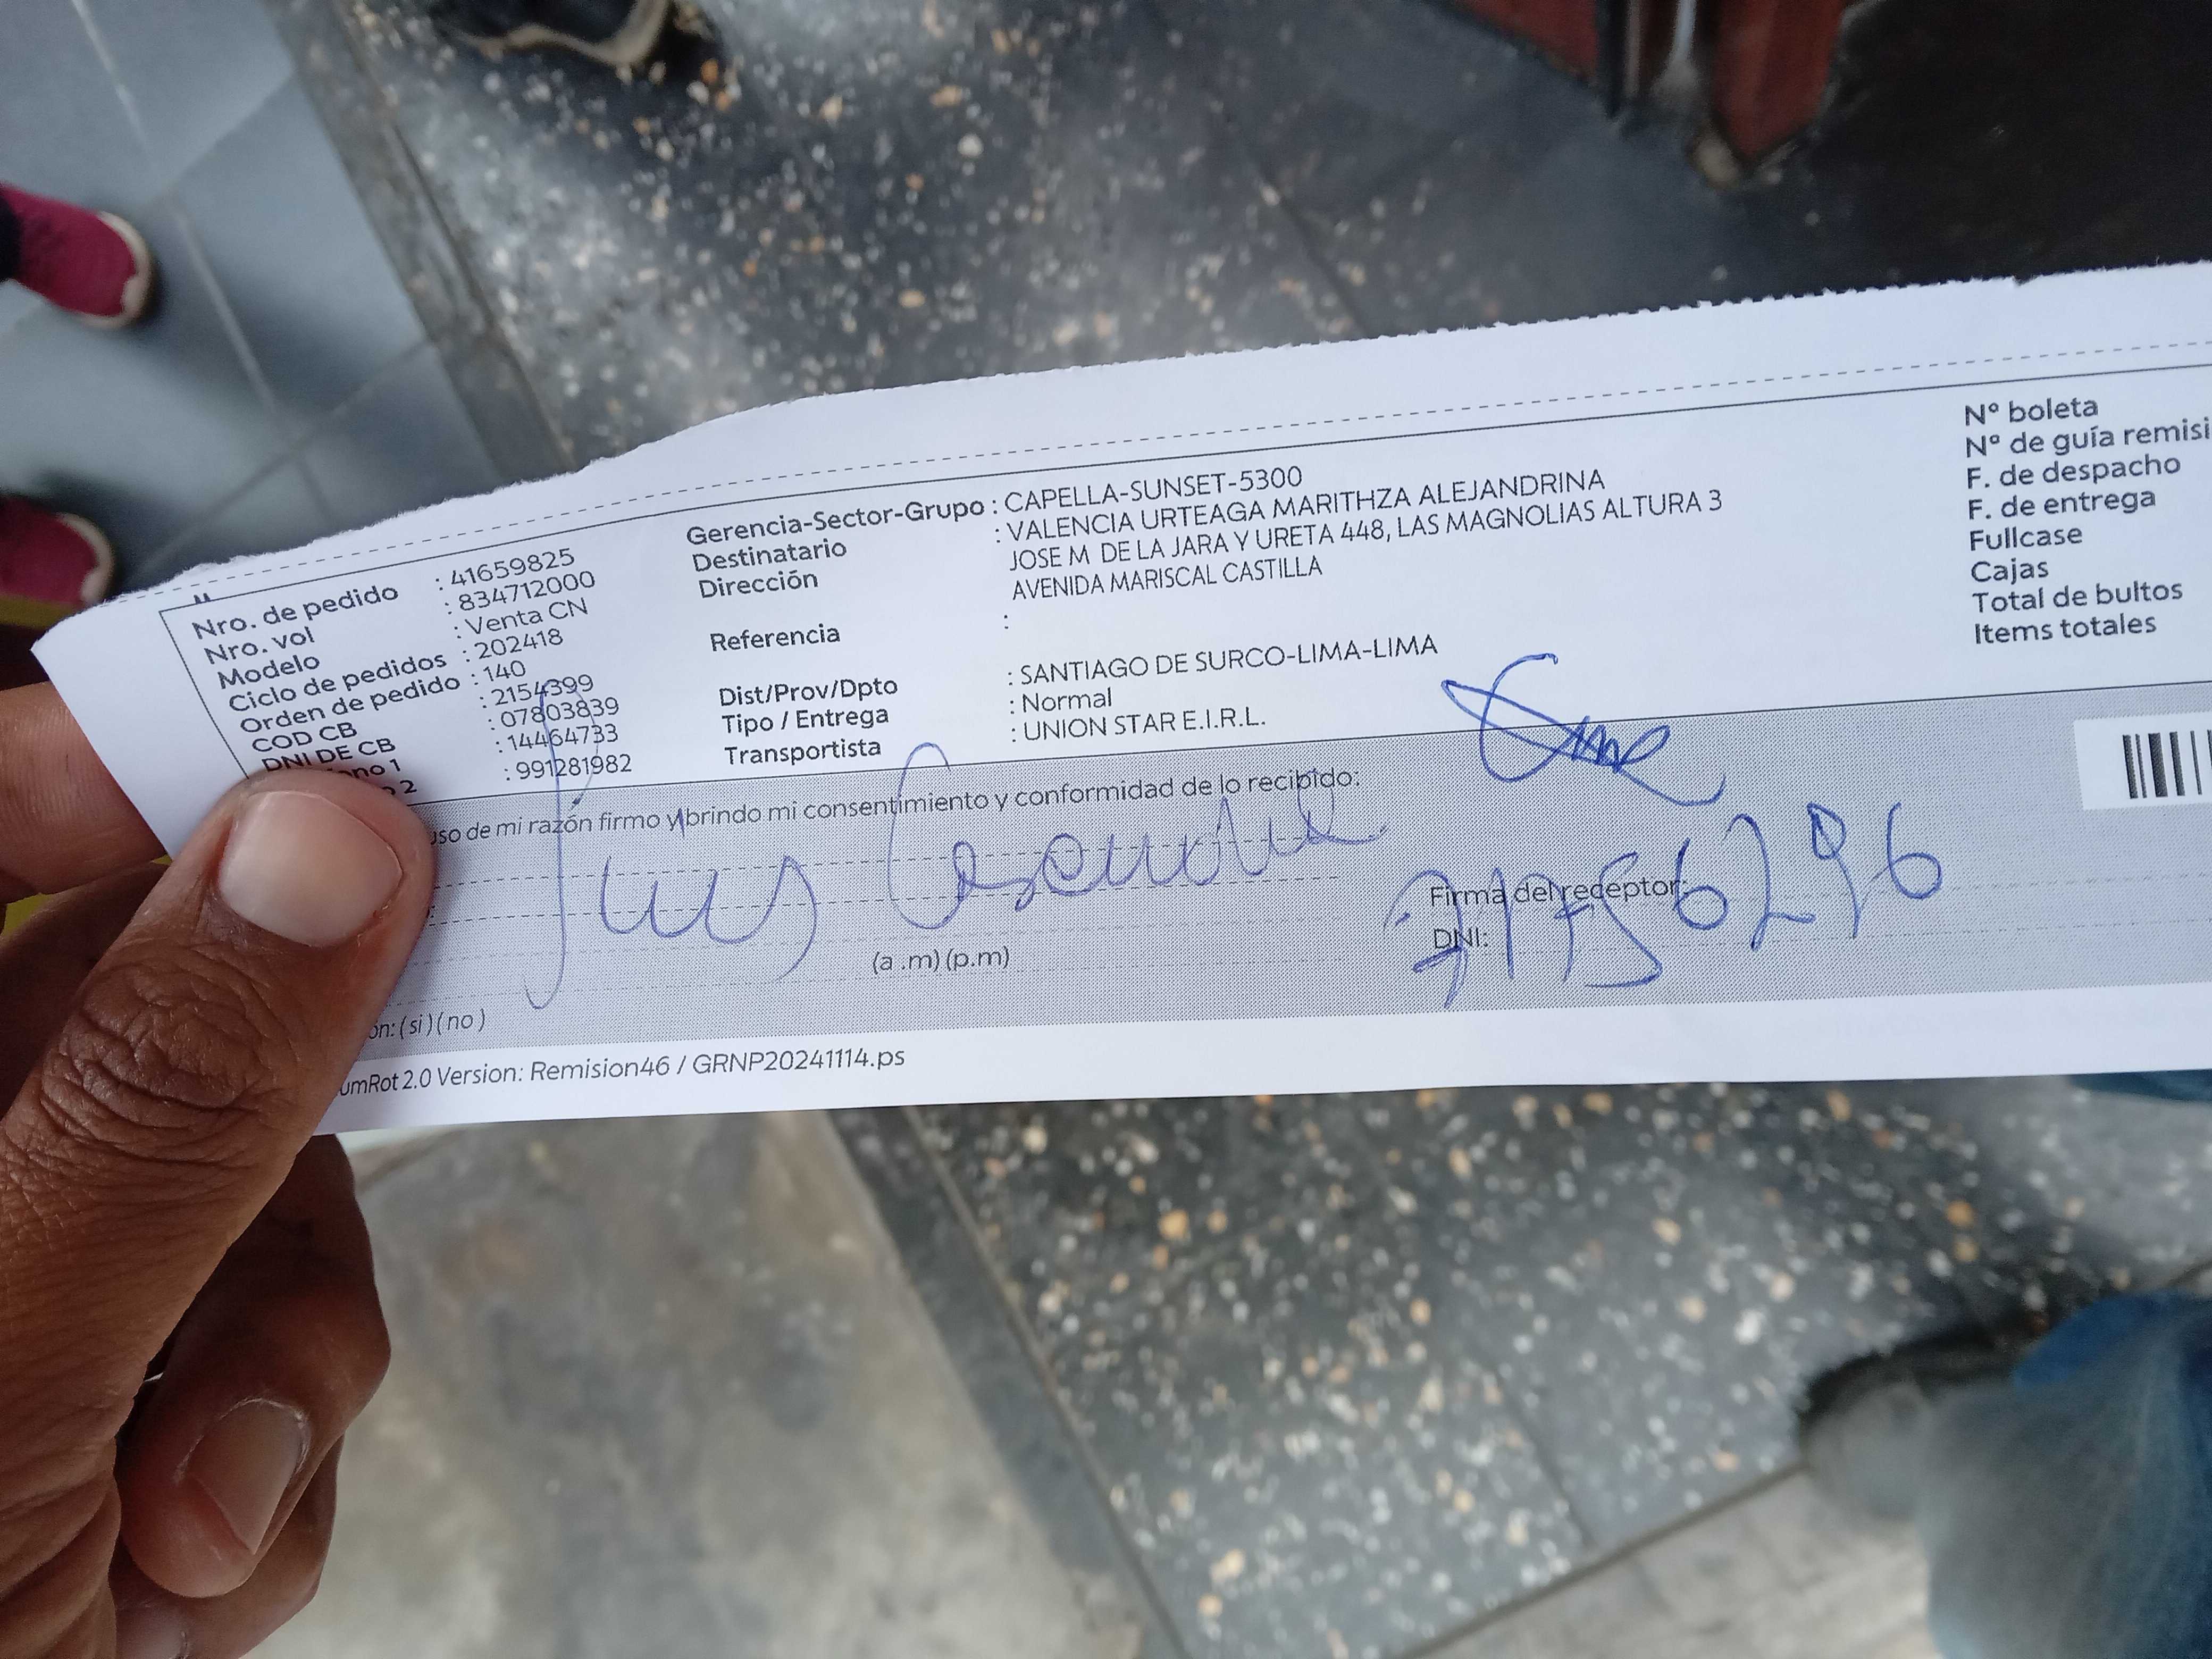 Nro. de pedido : 41659825
Nro. vol : 834712000
Modelo : Venta CN
Ciclo de pedidos : 202418
Orden de pedido : 140
COD CB : 2154399
DNI DE CB : 07803839
no 1 : 14464733
2 : 991281982
Gerencia-Sector-Grupo : CAPELLA-SUNSET-5300
Destinatario : VALENCIA URTEAGA MARITHZA ALEJANDRINA
Dirección JOSE M DE LA JARA Y URETA 448, LAS MAGNOLIAS ALTURA 3
AVENIDA MARISCAL CASTILLA
Referencia :
Dist/Prov/Dpto : SANTIAGO DE SURCO-LIMA-LIMA
Tipo / Entrega : Normal
Transportista : UNION STAR E.I.R.L.
Nº boleta
Nº de guía remisi
F. de despacho
F. de entrega
Fullcase
Cajas
Total de bultos
Items totales
uso de mi razón firmo y brindo mi consentimiento y conformidad de lo recibido:
Firma del receptor:
DNI:
(a .m) (p.m)
ón: ( si ) ( no )
umRot 2.0 Version: Remision46 / GRNP20241114.ps